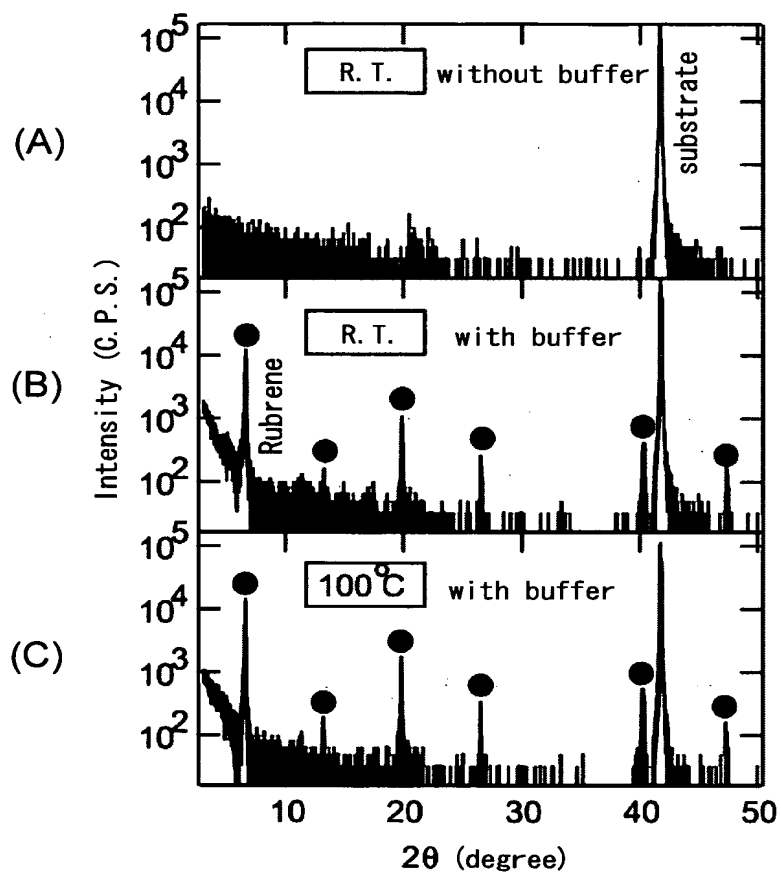 (A)
R. T. without buffer
substrate
10⁵
10⁴
10³
10²
(B)
R. T. with buffer
Rubrene
10⁵
10⁴
10³
10²
(C)
100°C with buffer
10⁵
10⁴
10³
10²
Intensity (C.P.S.)
10 20 30 40 50
2θ (degree)